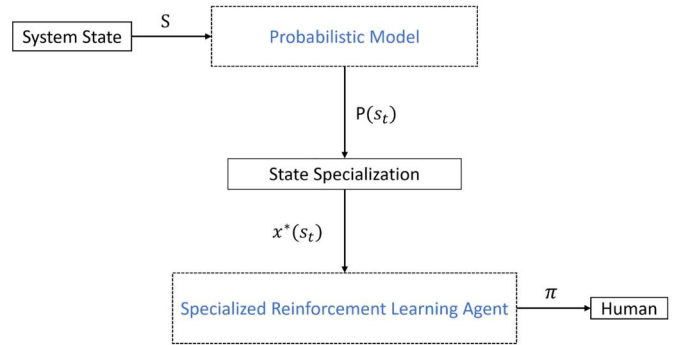 S
System State
Probabilistic Model
P(s_t)
State Specialization
x*(s_t)
Specialized Reinforcement Learning Agent
π
Human